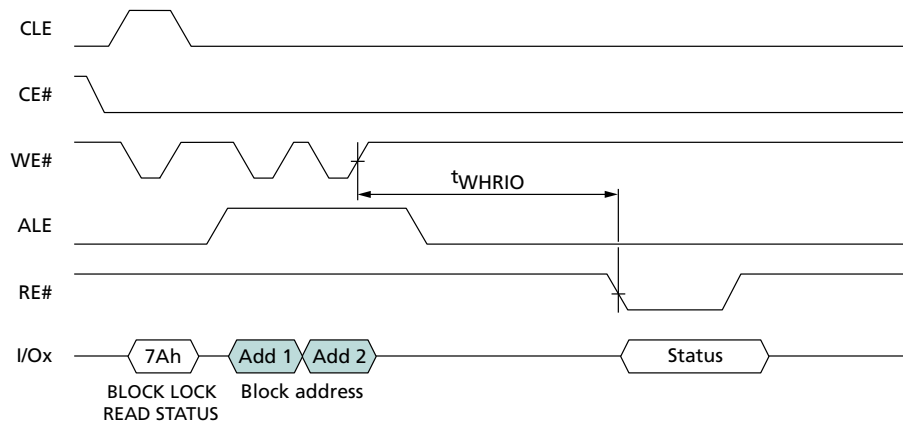 CLE
CE#
WE#
tWHRIO
ALE
RE#
I/Ox
7Ah
Add 1
Add 2
Status
BLOCK LOCK
READ STATUS
Block address